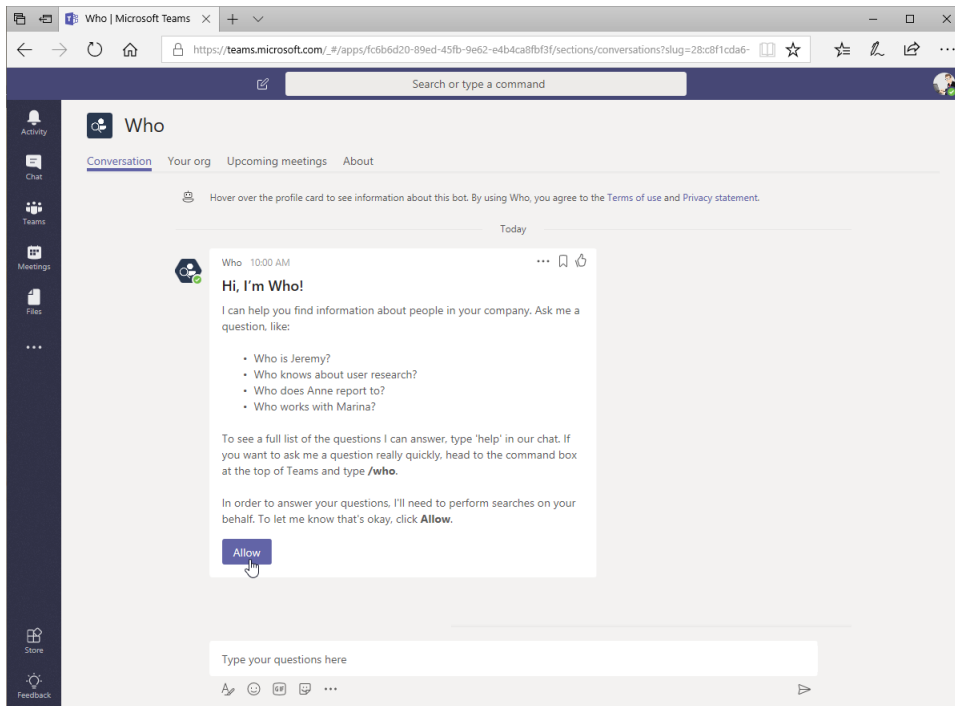 Who | Microsoft Teams
https://teams.microsoft.com/_#/apps/fc6b6d20-89ed-45fb-9e62-e4b4ca8fbf3f/sections/conversations?slug=28:c8f1cda6-
Search or type a command
Activity
Chat
Teams
Meetings
Files
Store
Feedback
Who
Conversation Your org Upcoming meetings About
Hover over the profile card to see information about this bot. By using Who, you agree to the Terms of use and Privacy statement.
Today
Who 10:00 AM
Hi, I'm Who!
I can help you find information about people in your company. Ask me a
question, like:
• Who is Jeremy?
• Who knows about user research?
• Who does Anne report to?
• Who works with Marina?
To see a full list of the questions I can answer, type 'help' in our chat. If
you want to ask me a question really quickly, head to the command box
at the top of Teams and type /who.
In order to answer your questions, I'll need to perform searches on your
behalf. To let me know that's okay, click Allow.
Allow
Type your questions here
GIF